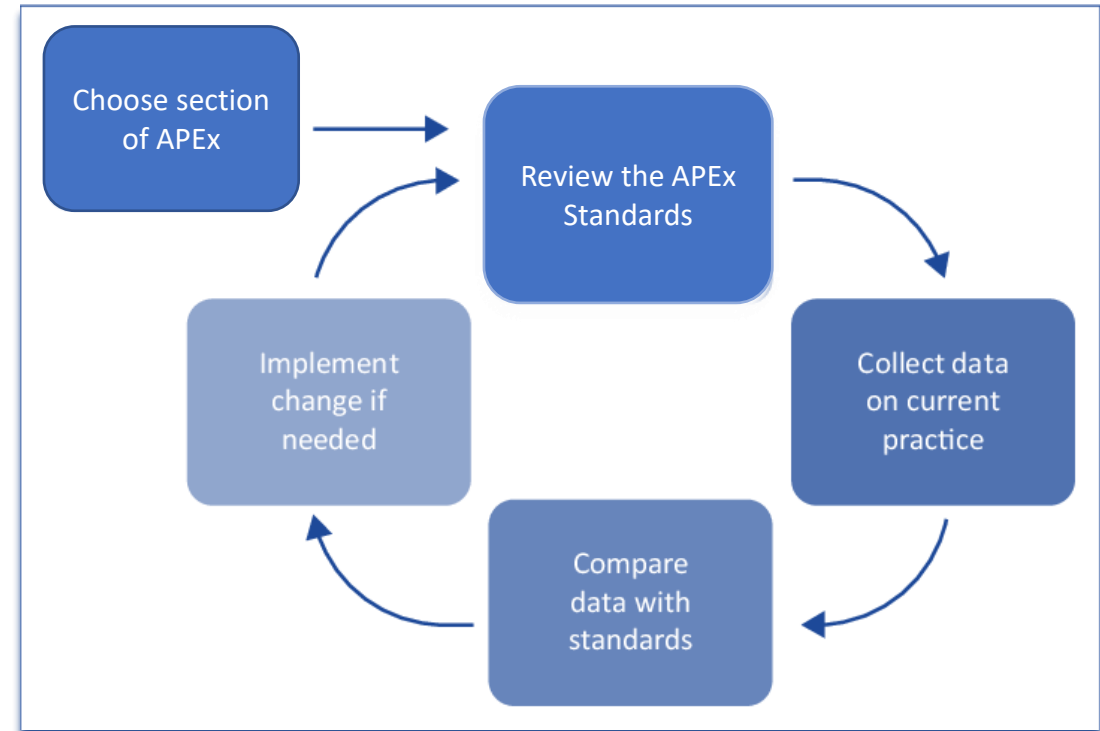 Choose section
of APEx
Review the APEx
Standards
Collect data
on current
practice
Compare
data with
standards
Implement
change if
needed